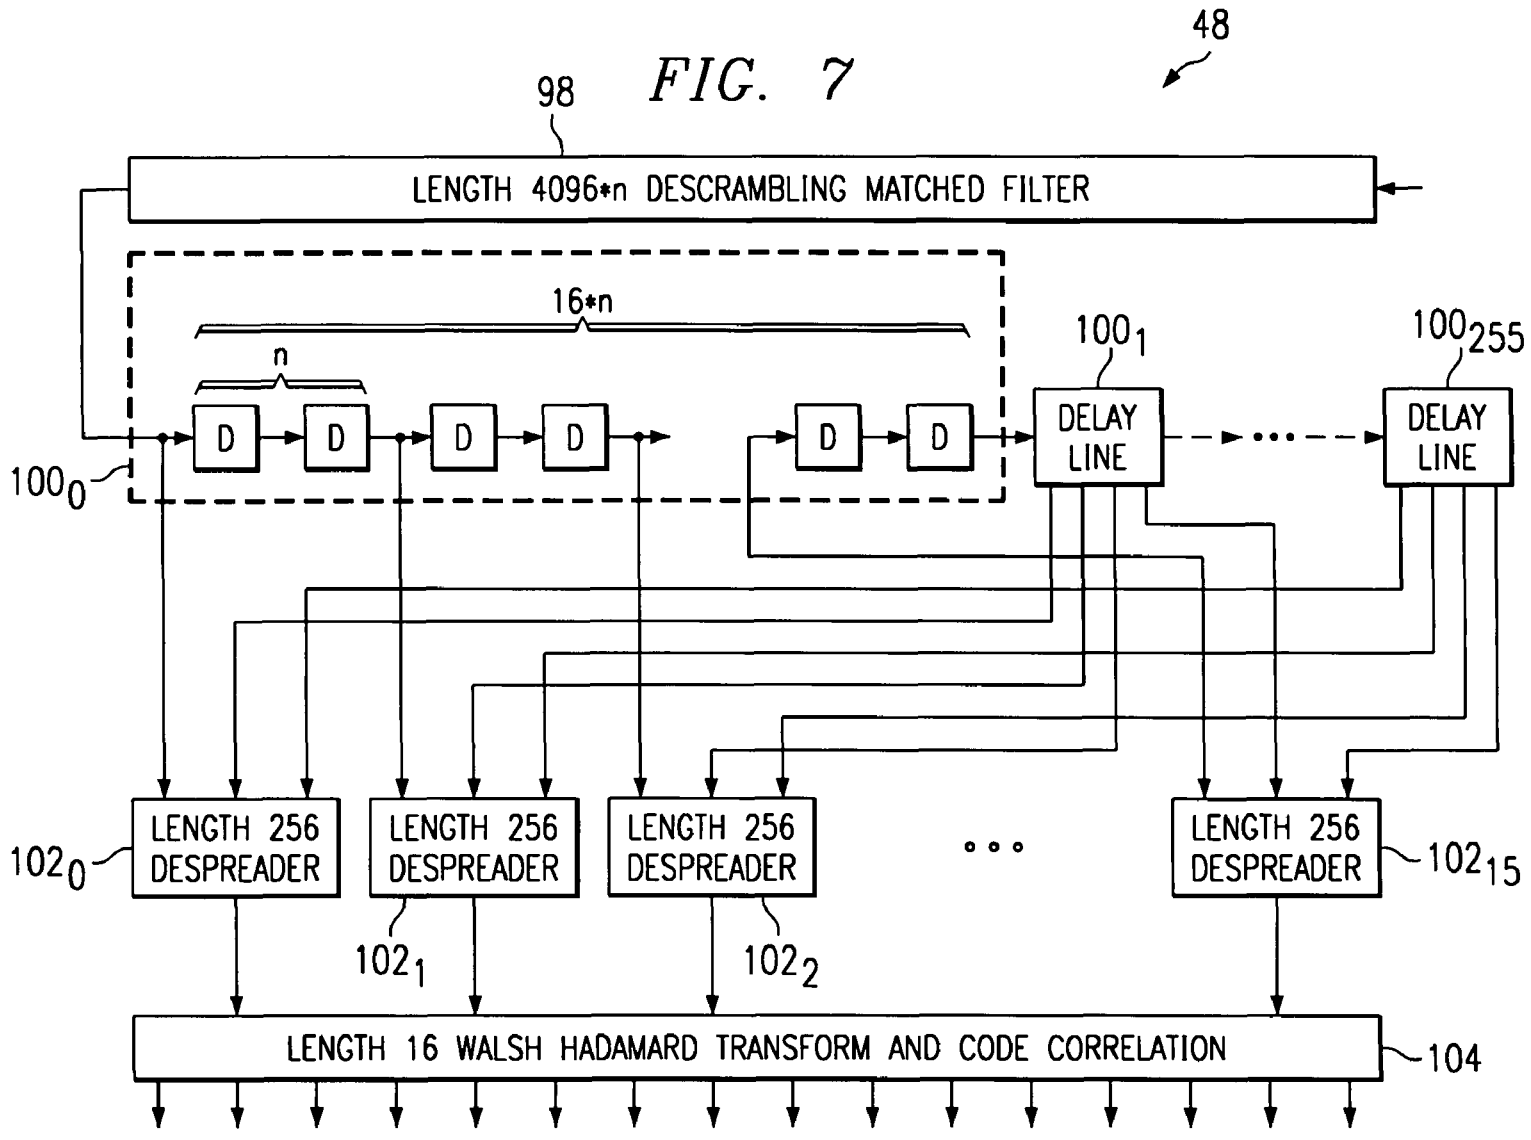 FIG. 7
48
98
LENGTH 4096*n DESCRAMBLING MATCHED FILTER
16*n
n
100₁
100₂₅₅
D
D
D
D
D
D
DELAY
LINE
DELAY
LINE
100₀
LENGTH 256
DESPREADER
LENGTH 256
DESPREADER
LENGTH 256
DESPREADER
LENGTH 256
DESPREADER
102₀
102₁
102₂
102₁₅
LENGTH 16 WALSH HADAMARD TRANSFORM AND CODE CORRELATION
104